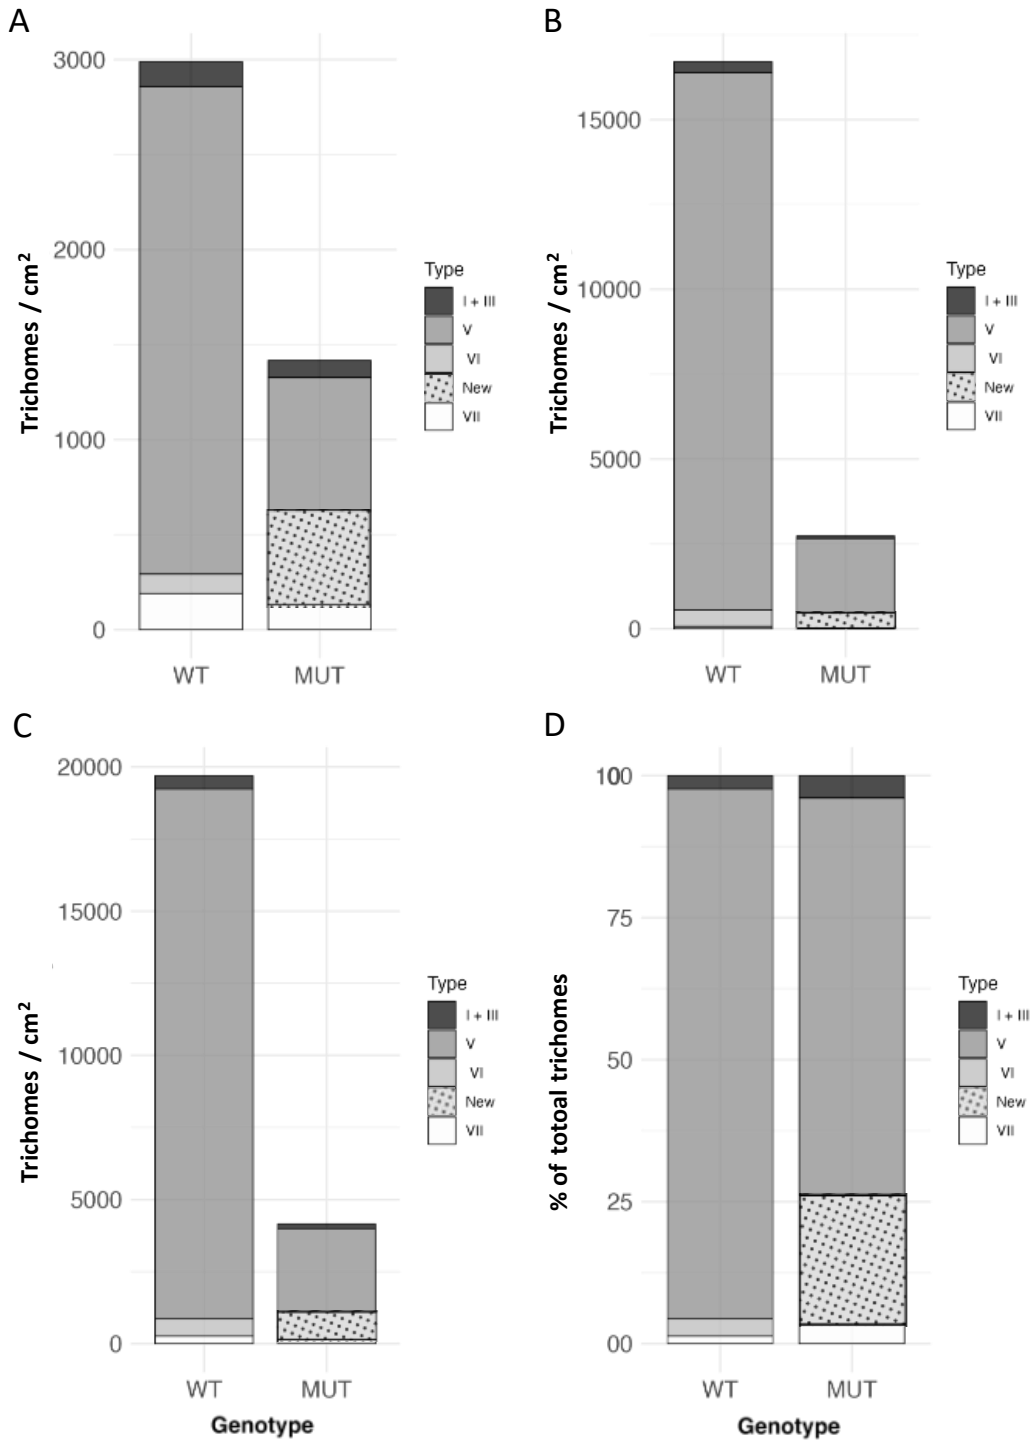 A
3000
2000
1000
0
Trichomes / cm²
WT
MUT
Type
I + III
V
VI
New
VII
B
15000
10000
5000
0
Trichomes / cm²
WT
MUT
Type
I + III
V
VI
New
VII
C
20000
15000
10000
5000
0
Trichomes / cm²
WT
MUT
Genotype
Type
I + III
V
VI
New
VII
D
100
75
50
25
00
% of totoal trichomes
WT
MUT
Genotype
Type
I + III
V
VI
New
VII